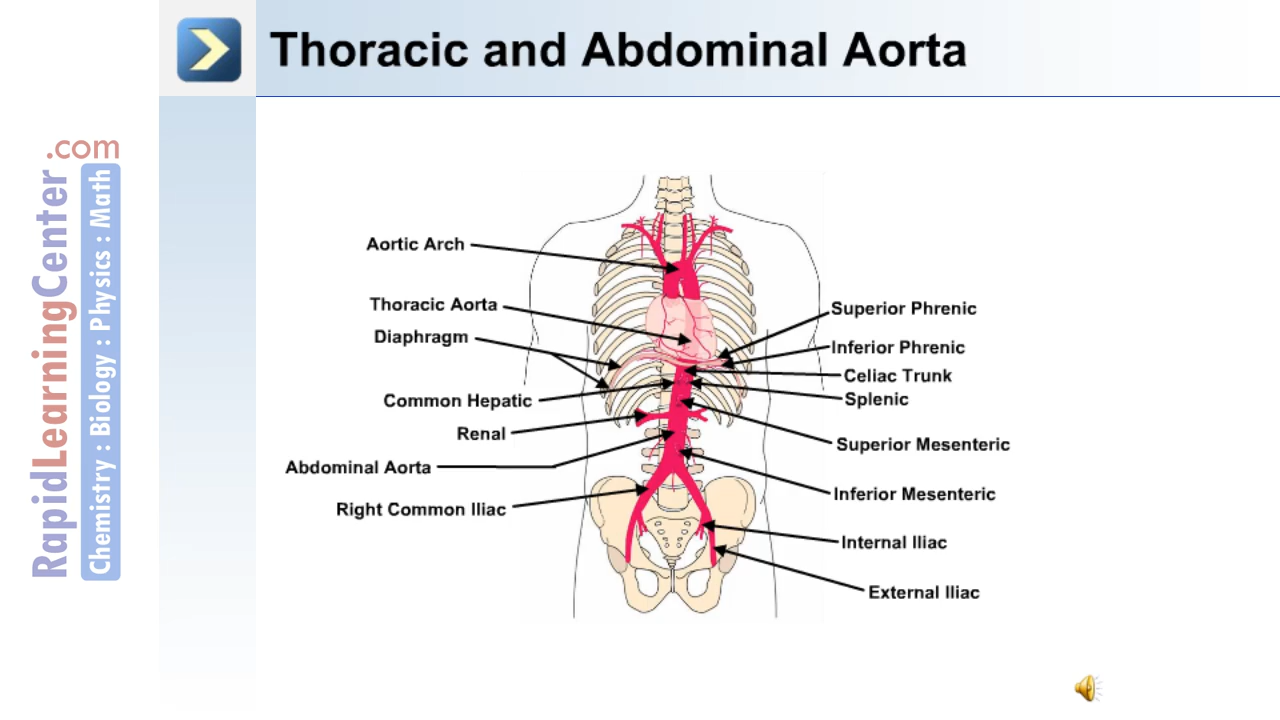 Thoracic and Abdominal Aorta
RapidLearningCenter.com
Chemistry : Biology : Physics : Math
Aortic Arch
Thoracic Aorta
Diaphragm
Common Hepatic
Renal
Abdominal Aorta
Right Common Iliac
Superior Phrenic
Inferior Phrenic
Celiac Trunk
Splenic
Superior Mesenteric
Inferior Mesenteric
Internal Iliac
External Iliac